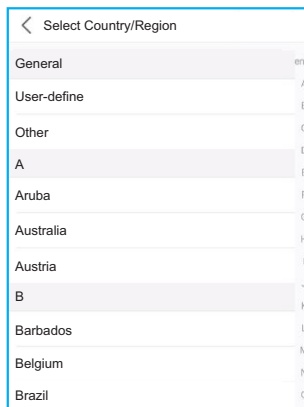 Select Country/Region
General
User-define
Other
A
Aruba
Australia
Austria
B
Barbados
Belgium
Brazil